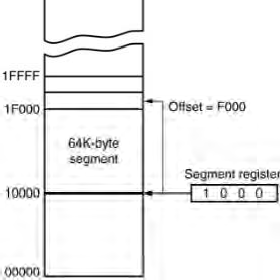 1FFFF
1F000
Offset = F000
64K-byte
segment
Segment register
10000
1 0 0 0
00000